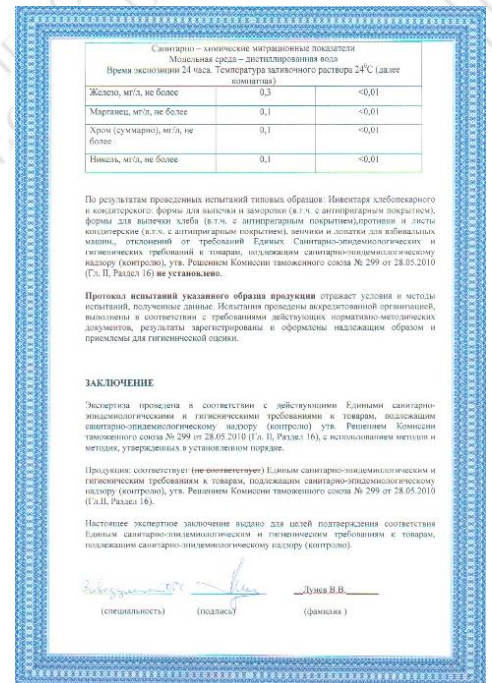 Санитарно – химические миграционные показатели
Модельная среда – дистиллированная вода
Время экспозиции 24 часа. Температура заливочного раствора 24⁰С (далее
комнатная)
Железо, мг/л, не более 0,3 <0,01
Марганец, мг/л, не более 0,1 <0,01
Хром (суммарно), мг/л, не 0,1 <0,01
более
Никель, мг/л, не более 0,1 <0,01
По результатам проведенных испытаний типовых образцов: Инвентаря хлебопекарного
и кондитерского: формы для выпечки и заморозки (в.т.ч. с антипригарным покрытием),
формы для выпечки хлеба (в.т.ч. с антипригарным покрытием),противни и листы
кондитерские (в.т.ч. с антипригарным покрытием), венчики и лопатки для взбивальных
машин., отклонений от требований Единых Санитарно-эпидемиологических и
гигиенических требований к товарам, подлежащим санитарно-эпидемиологическому
надзору (контролю), утв. Решением Комиссии таможенного союза № 299 от 28.05.2010
(Гл. II, Раздел 16) не установлено.
Протокол испытаний указанного образца продукции отражает условия и методы
испытаний, полученные данные. Испытания проведены аккредитованной организацией,
выполнены в соответствии с требованиями действующих нормативно-методических
документов, результаты зарегистрированы и оформлены надлежащим образом и
приемлемы для гигиенической оценки.
ЗАКЛЮЧЕНИЕ
Экспертиза проведена в соответствии с действующими Едиными санитарно-
эпидемиологическими и гигиеническими требованиями к товарам, подлежащим
санитарно-эпидемиологическому надзору (контролю) утв. Решением Комиссии
таможенного союза № 299 от 28.05.2010 (Гл. II, Раздел 16), с использованием методов и
методик, утвержденных в установленном порядке.
Продукция: соответствует (не соответствует) Единым санитарно-эпидемиологическим и
гигиеническим требованиям к товарам, подлежащим санитарно-эпидемиологическому
надзору (контролю), утв. Решением Комиссии таможенного союза № 299 от 28.05.2010
(Гл.II, Раздел 16).
Настоящее экспертное заключение выдано для целей подтверждения соответствия
Единым санитарно-эпидемиологическим и гигиеническим требованиям к товарам,
подлежащим санитарно-эпидемиологическому надзору (контролю).
Лунев В.В.
(специальность) (подпись) (фамилия )